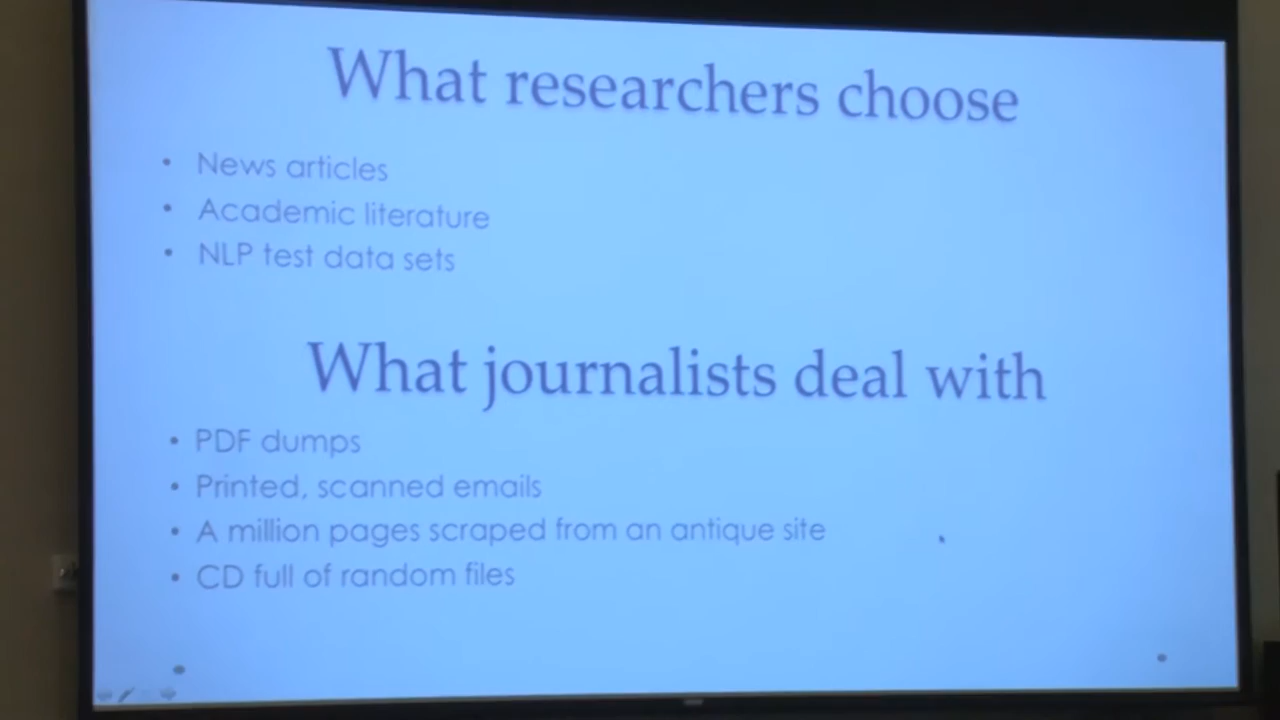 What researchers choose
• News articles
• Academic literature
• NLP test data sets
What journalists deal with
• PDF dumps
• Printed, scanned emails
• A million pages scraped from an antique site
• CD full of random files